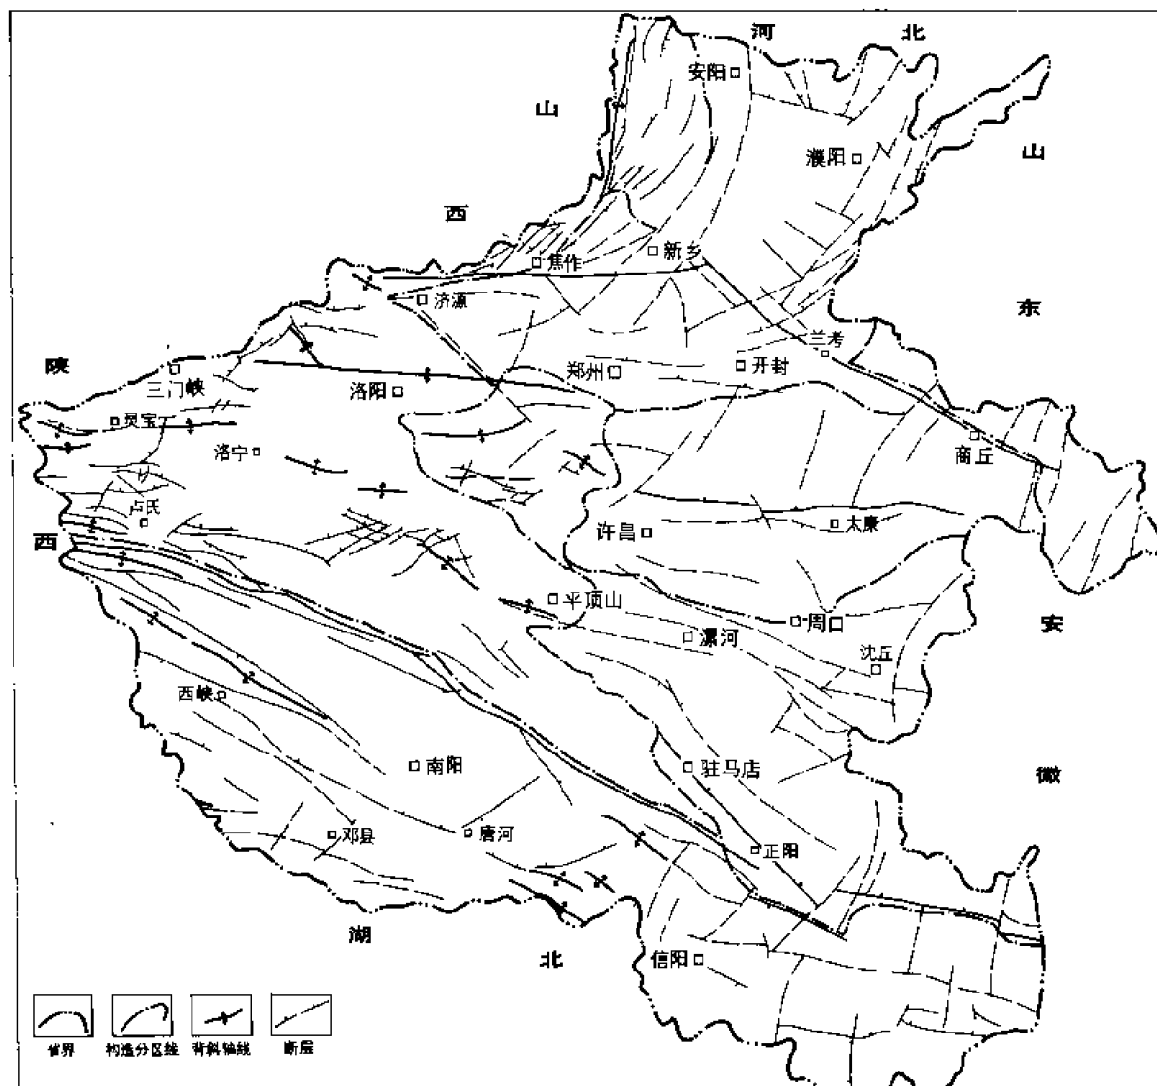 河 北
安阳
山
濮阳
山
西
新乡
焦作
济源
东
兰考
陕
三门峡
郑州
开封
洛阳
灵宝
洛宁
商丘
卢氏
许昌
太康
西
平顶山
周口
安
漯河
沈丘
西峡
南阳
驻马店
徽
邓县
唐河
正阳
湖
北
信阳
省界 构造分区线 背斜轴线 断层